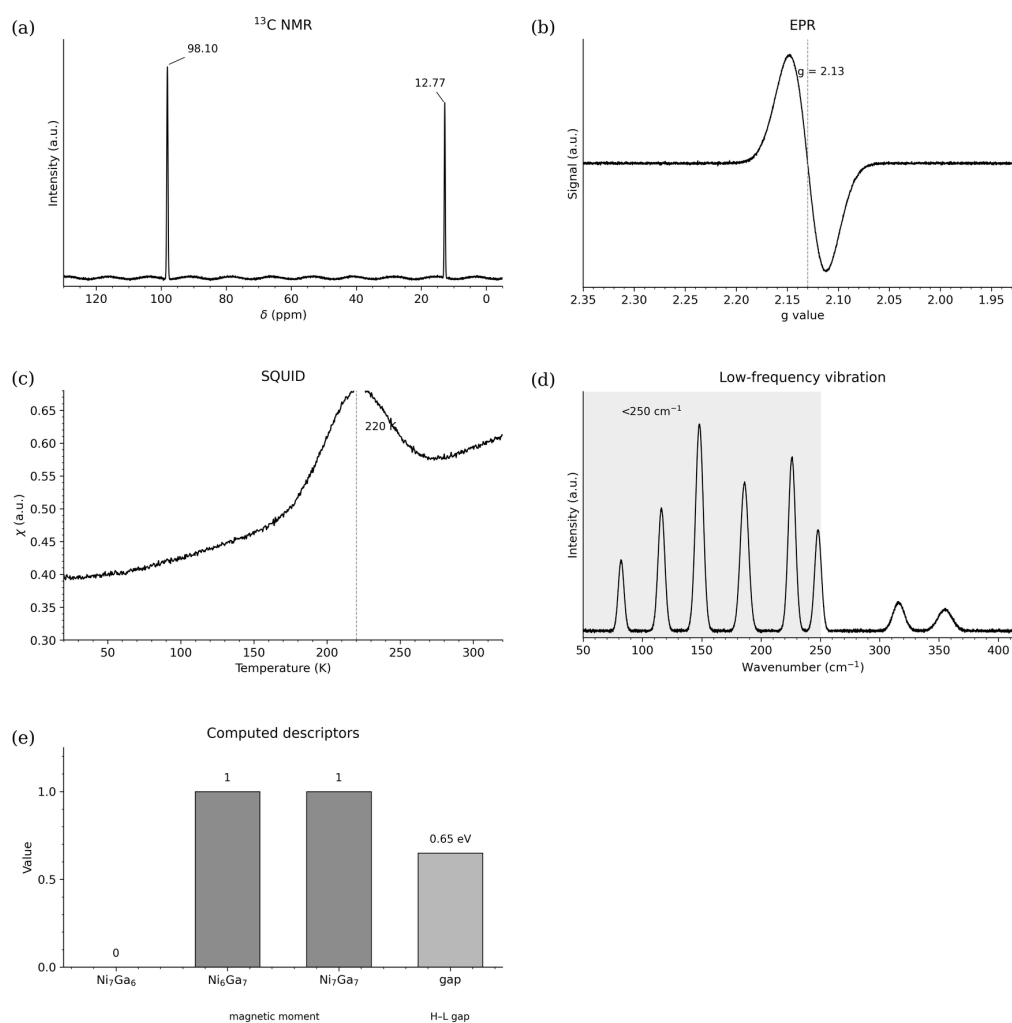 (a)
¹³C NMR
98.10
12.77
Intensity (a.u.)
120 100 80 60 40 20 0
δ (ppm)
(b)
EPR
g = 2.13
Signal (a.u.)
2.35 2.30 2.25 2.20 2.15 2.10 2.05 2.00 1.95
g value
(c)
SQUID
0.65
0.60
0.55
0.50
0.45
0.40
0.35
0.30
220 K
χ (a.u.)
50 100 150 200 250 300
Temperature (K)
(d)
Low-frequency vibration
<250 cm⁻¹
Intensity (a.u.)
50 100 150 200 250 300 350 400
Wavenumber (cm⁻¹)
(e)
Computed descriptors
1 1
1.0
0.65 eV
Value
0.5
0
0.0
Ni₇Ga₆ Ni₆Ga₇ Ni₇Ga₇ gap
magnetic moment H–L gap